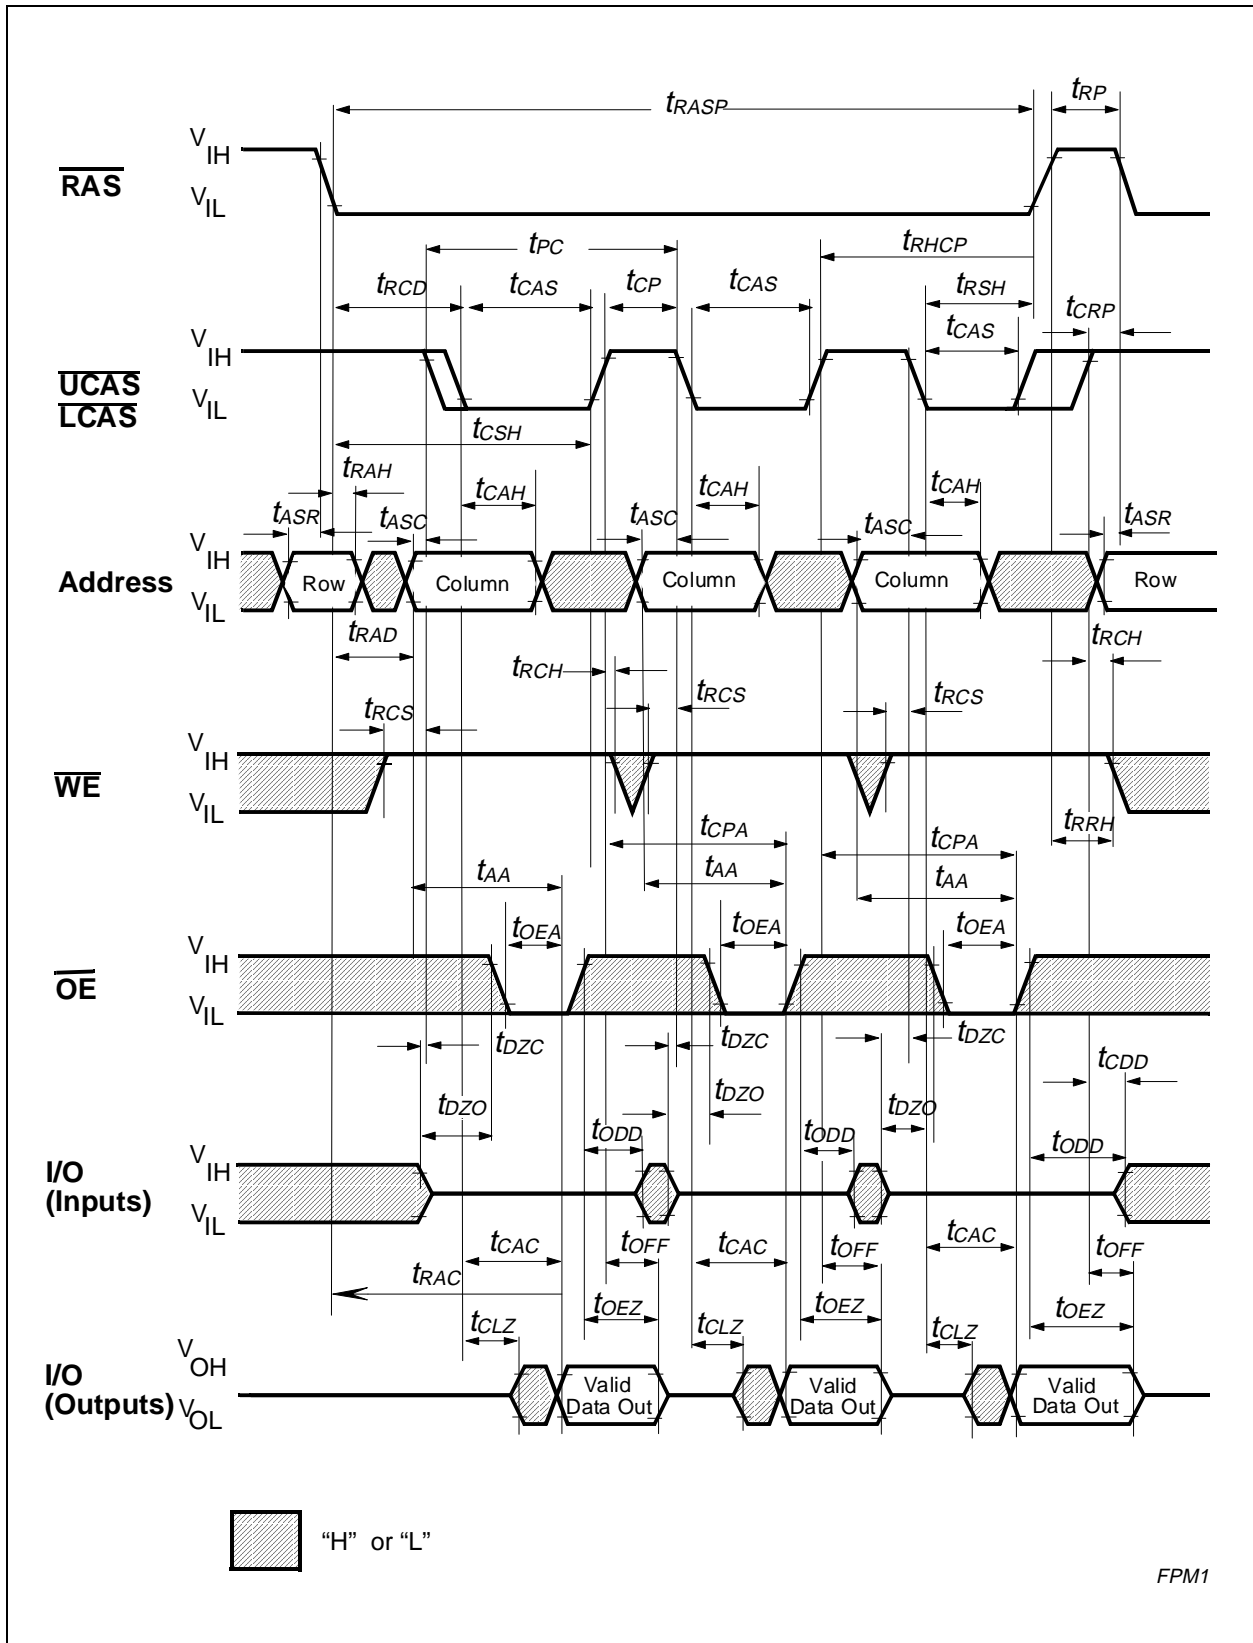 tRASP
tRP
RAS
VIH
VIL
tPC
tRHCP
tRCD
tCAS
tCP
tCAS
tRSH
tCRP
tCAS
UCAS
LCAS
VIH
VIL
tCSH
tRAH
tCAH
tCAH
tCAH
tASR
tASC
tASC
tASC
tASR
Address
VIH
VIL
Row
Column
Column
Column
Row
tRAD
tRCH
tRCH
tRCS
tRCS
tRCS
WE
VIH
VIL
tCPA
tCPA
tRRH
tAA
tAA
tAA
tOEA
tOEA
tOEA
OE
VIH
VIL
tDZC
tDZC
tDZC
tCDD
tDZO
tDZO
tDZO
tODD
tODD
tODD
I/O
(Inputs)
VIH
VIL
tCAC
tOFF
tCAC
tOFF
tCAC
tOFF
tRAC
tOEZ
tOEZ
tOEZ
tCLZ
tCLZ
tCLZ
I/O
(Outputs)
VOH
VOL
Valid
Data Out
Valid
Data Out
Valid
Data Out
“H” or “L”
FPM1